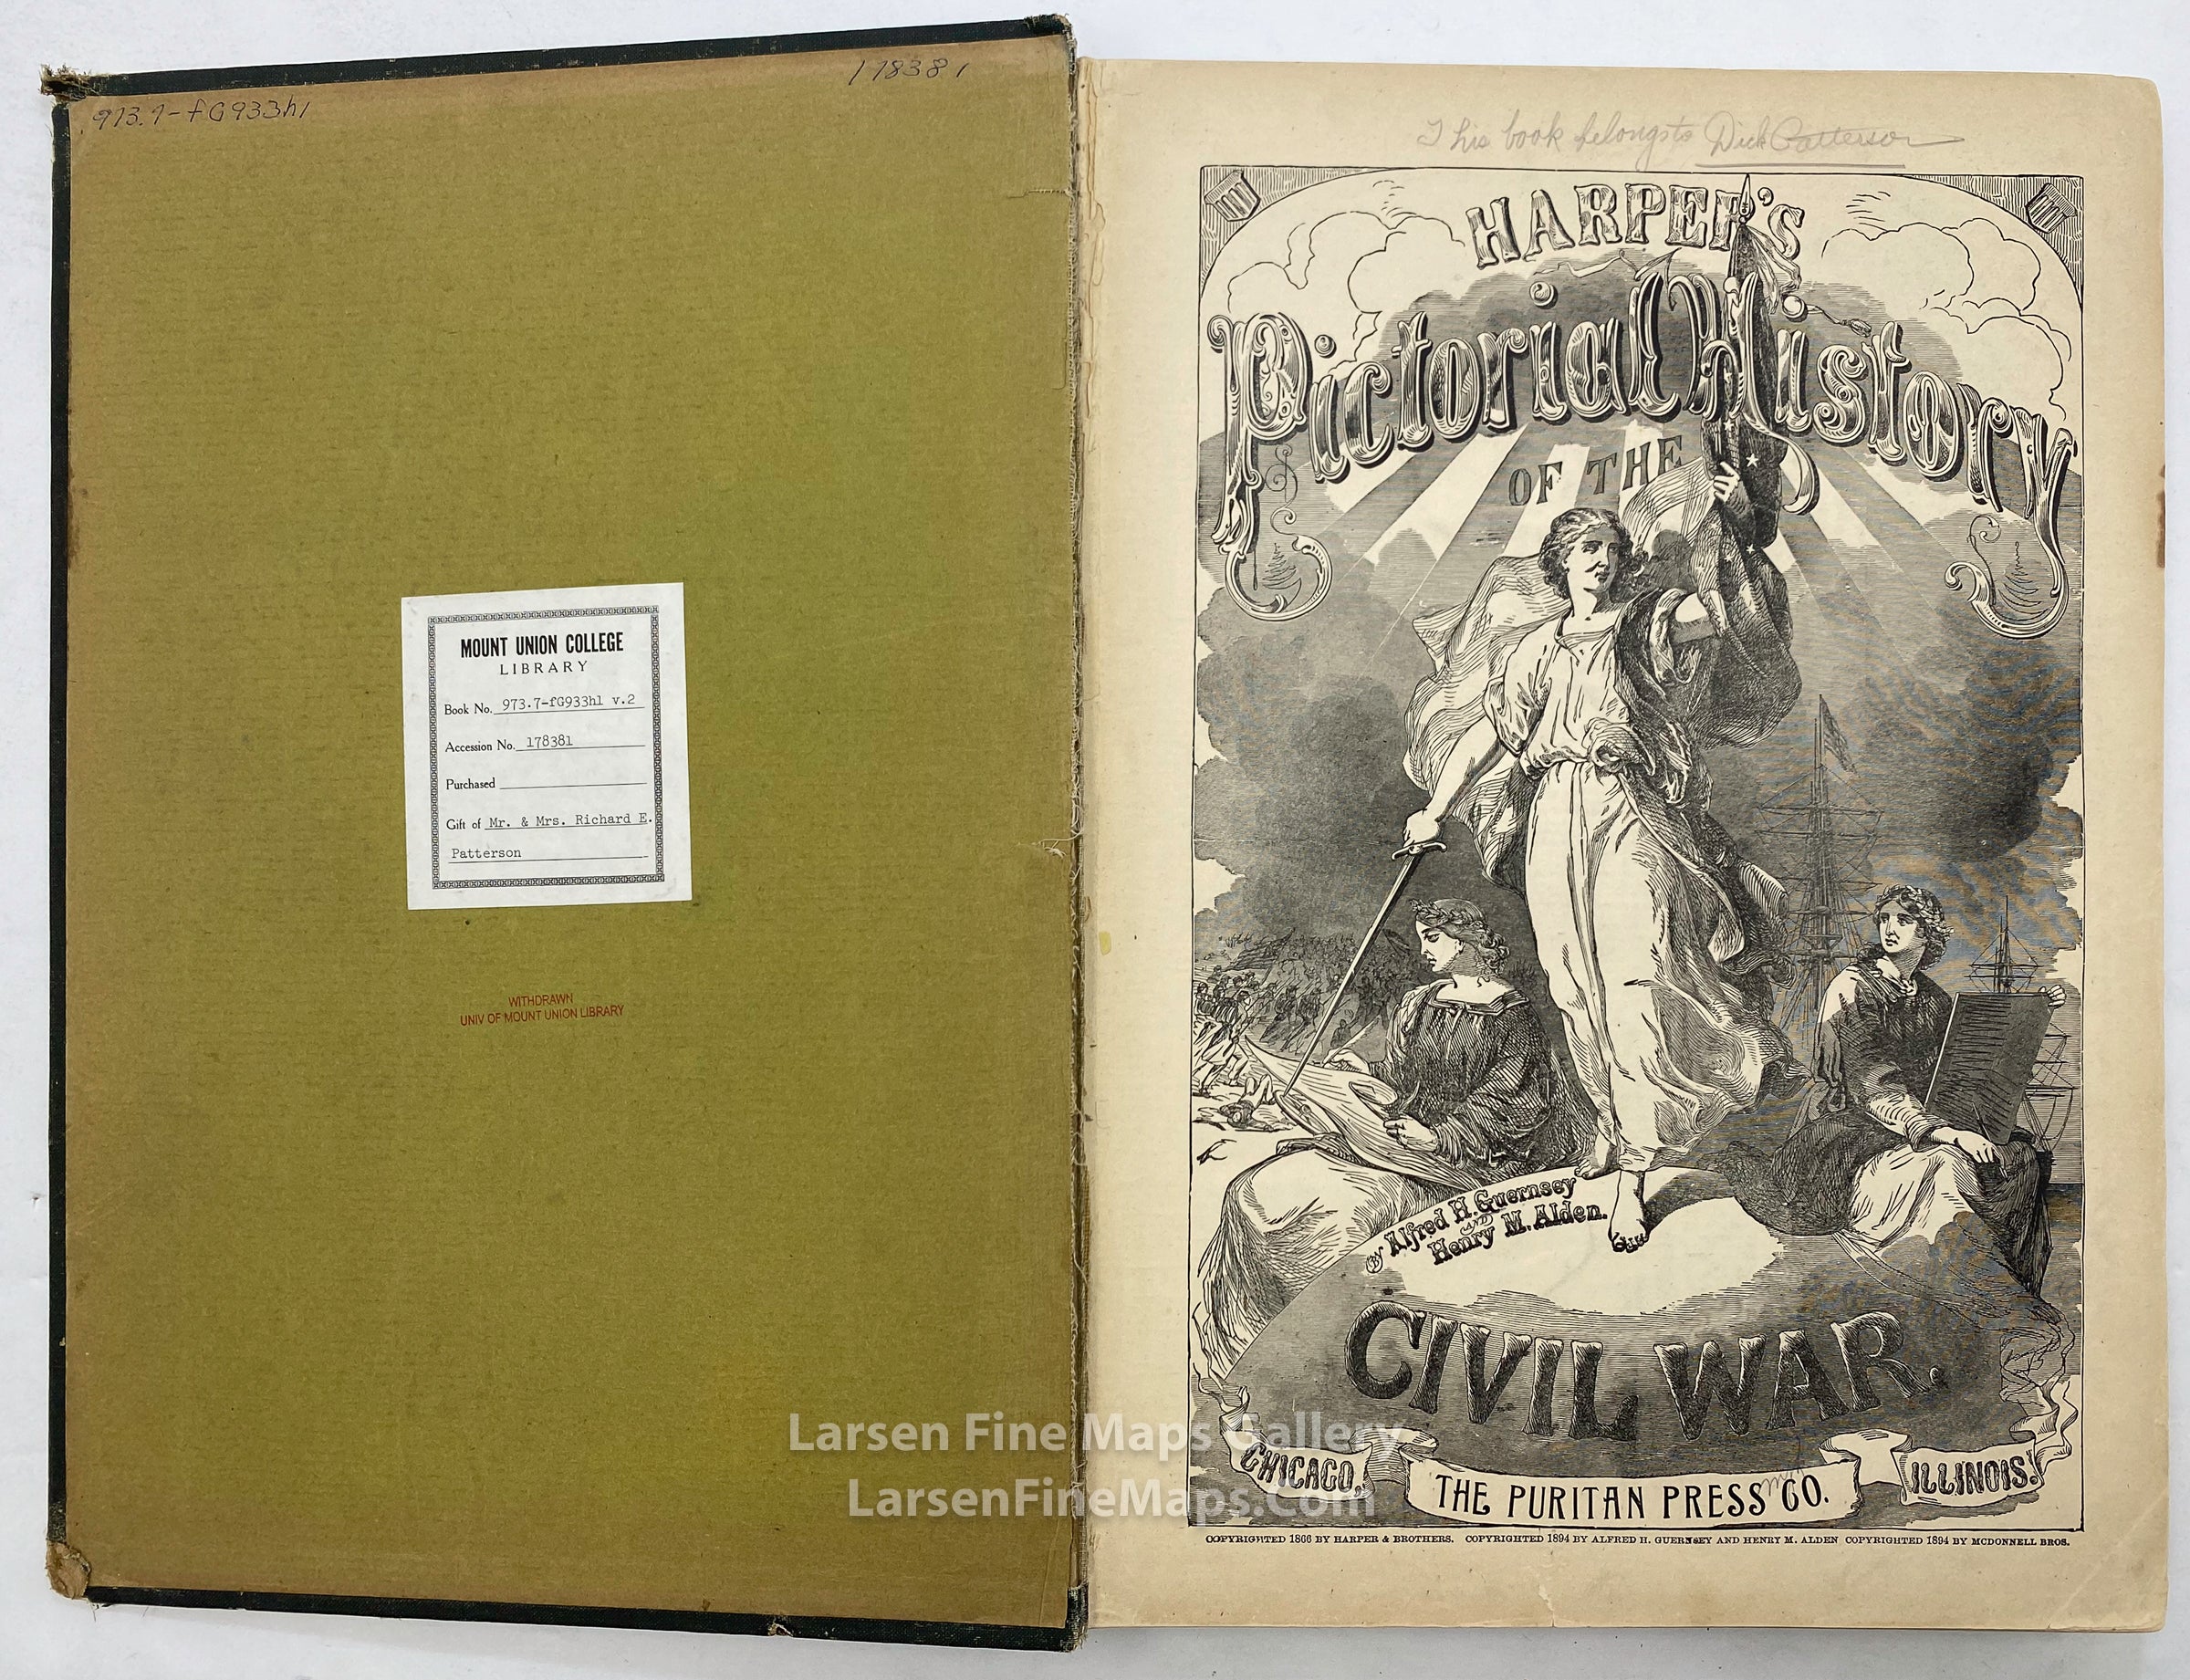 973.7-fG933h1
178381
MOUNT UNION COLLEGE
LIBRARY
Book No. 973.7-fG933hl v.2
Accession No. 178381
Purchased
Gift of Mr. & Mrs. Richard E.
Patterson
WITHDRAWN
UNIV OF MOUNT UNION LIBRARY
This book belongs to Dick Patterson
HARPER'S
Pictorial History
OF THE
BY Alfred H. Guernsey
AND
Henry M. Alden.
CIVIL WAR.
CHICAGO,
THE PURITAN PRESS CO.
ILLINOIS.
COPYRIGHTED 1866 BY HARPER & BROTHERS. COPYRIGHTED 1894 BY ALFRED H. GUERNSEY AND HENRY M. ALDEN COPYRIGHTED 1894 BY MCDONNELL BROS.
Larsen Fine Maps Gallery
LarsenFineMaps.Com